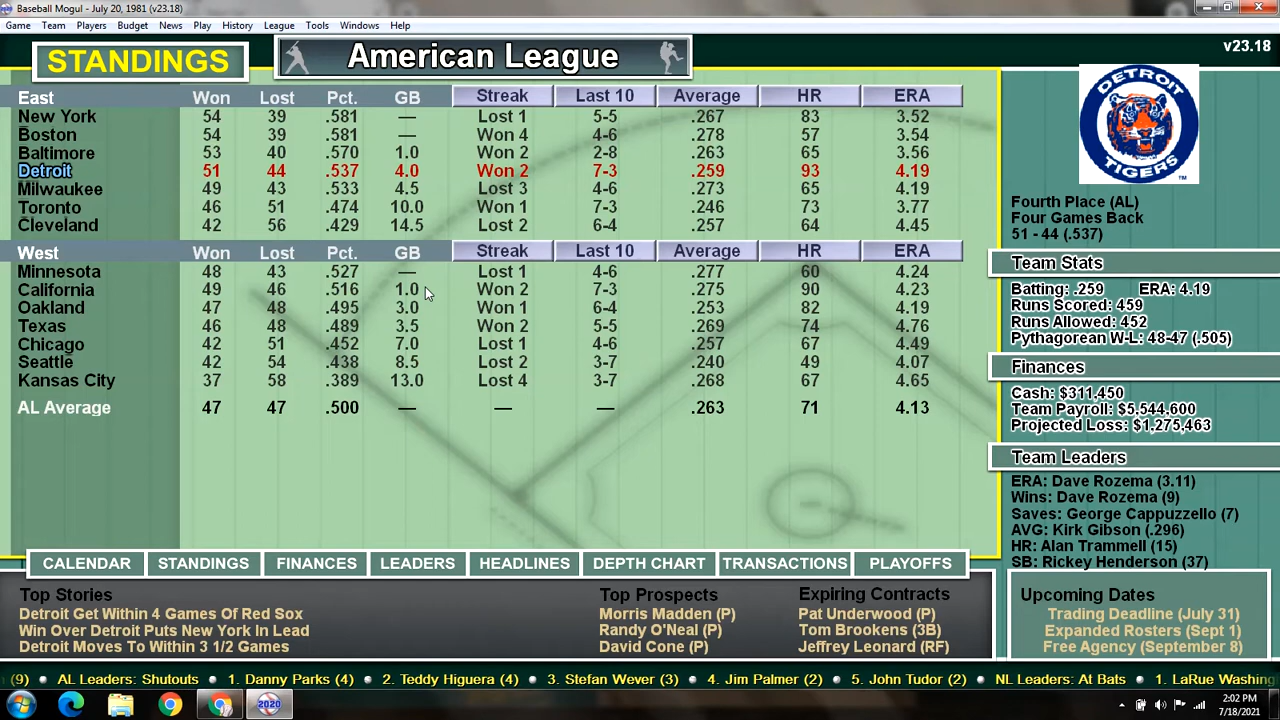 Baseball Mogul - July 20, 1981 (v23.18)
Game Team Players Budget News Play History League Tools Windows Help
STANDINGS American League v23.18
East Won Lost Pct. GB Streak Last 10 Average HR ERA
New York 54 39 .581 — Lost 1 5-5 .267 83 3.52
Boston 54 39 .581 — Won 4 4-6 .278 57 3.54
Baltimore 53 40 .570 1.0 Won 2 2-8 .263 65 3.56
Detroit 51 44 .537 4.0 Won 2 7-3 .259 93 4.19
Milwaukee 49 43 .533 4.5 Lost 3 4-6 .273 65 4.19
Toronto 46 51 .474 10.0 Won 1 7-3 .246 73 3.77
Cleveland 42 56 .429 14.5 Lost 2 6-4 .257 64 4.45
West Won Lost Pct. GB Streak Last 10 Average HR ERA
Minnesota 48 43 .527 — Lost 1 4-6 .277 60 4.24
California 49 46 .516 1.0 Won 2 7-3 .275 90 4.23
Oakland 47 48 .495 3.0 Won 1 6-4 .253 82 4.19
Texas 46 48 .489 3.5 Won 2 5-5 .269 74 4.76
Chicago 42 51 .452 7.0 Lost 1 4-6 .257 67 4.49
Seattle 42 54 .438 8.5 Lost 2 3-7 .240 49 4.07
Kansas City 37 58 .389 13.0 Lost 4 3-7 .268 67 4.65
AL Average 47 47 .500 — — — .263 71 4.13
DETROIT
TIGERS
Fourth Place (AL)
Four Games Back
51 - 44 (.537)
Team Stats
Batting: .259 ERA: 4.19
Runs Scored: 459
Runs Allowed: 452
Pythagorean W-L: 48-47 (.505)
Finances
Cash: $311,450
Team Payroll: $5,544,600
Projected Loss: $1,275,463
Team Leaders
ERA: Dave Rozema (3.11)
Wins: Dave Rozema (9)
Saves: George Cappuzzello (7)
AVG: Kirk Gibson (.296)
HR: Alan Trammell (15)
SB: Rickey Henderson (37)
CALENDAR STANDINGS FINANCES LEADERS HEADLINES DEPTH CHART TRANSACTIONS PLAYOFFS
Top Stories
Detroit Get Within 4 Games Of Red Sox
Win Over Detroit Puts New York In Lead
Detroit Moves To Within 3 1/2 Games
Top Prospects
Morris Madden (P)
Randy O'Neal (P)
David Cone (P)
Expiring Contracts
Pat Underwood (P)
Tom Brookens (3B)
Jeffrey Leonard (RF)
Upcoming Dates
Trading Deadline (July 31)
Expanded Rosters (Sept 1)
Free Agency (September 8)
(9) AL Leaders: Shutouts 1. Danny Parks (4) 2. Teddy Higuera (4) 3. Stefan Wever (3) 4. Jim Palmer (2) 5. John Tudor (2) NL Leaders: At Bats 1. LaRue Washing
2020
2:02 PM
7/18/2021